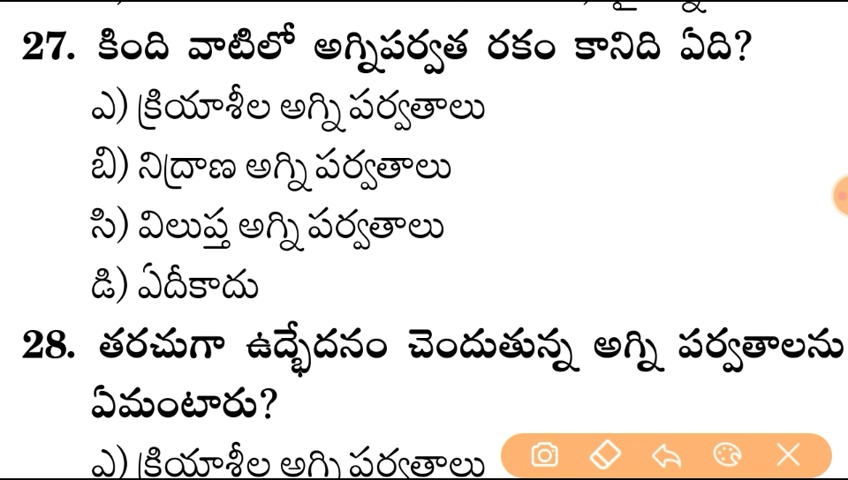 27. కింది వాటిలో అగ్నిపర్వత రకం కానిది ఏది?
ఎ) క్రియాశీల అగ్ని పర్వతాలు
బి) నిద్రాణ అగ్ని పర్వతాలు
సి) విలుప్త అగ్ని పర్వతాలు
డి) ఏదీకాదు
28. తరచుగా ఉద్భేదనం చెందుతున్న అగ్ని పర్వతాలను
ఏమంటారు?
ఎ) క్రియాశీల అగ్ని పర్వతాలు